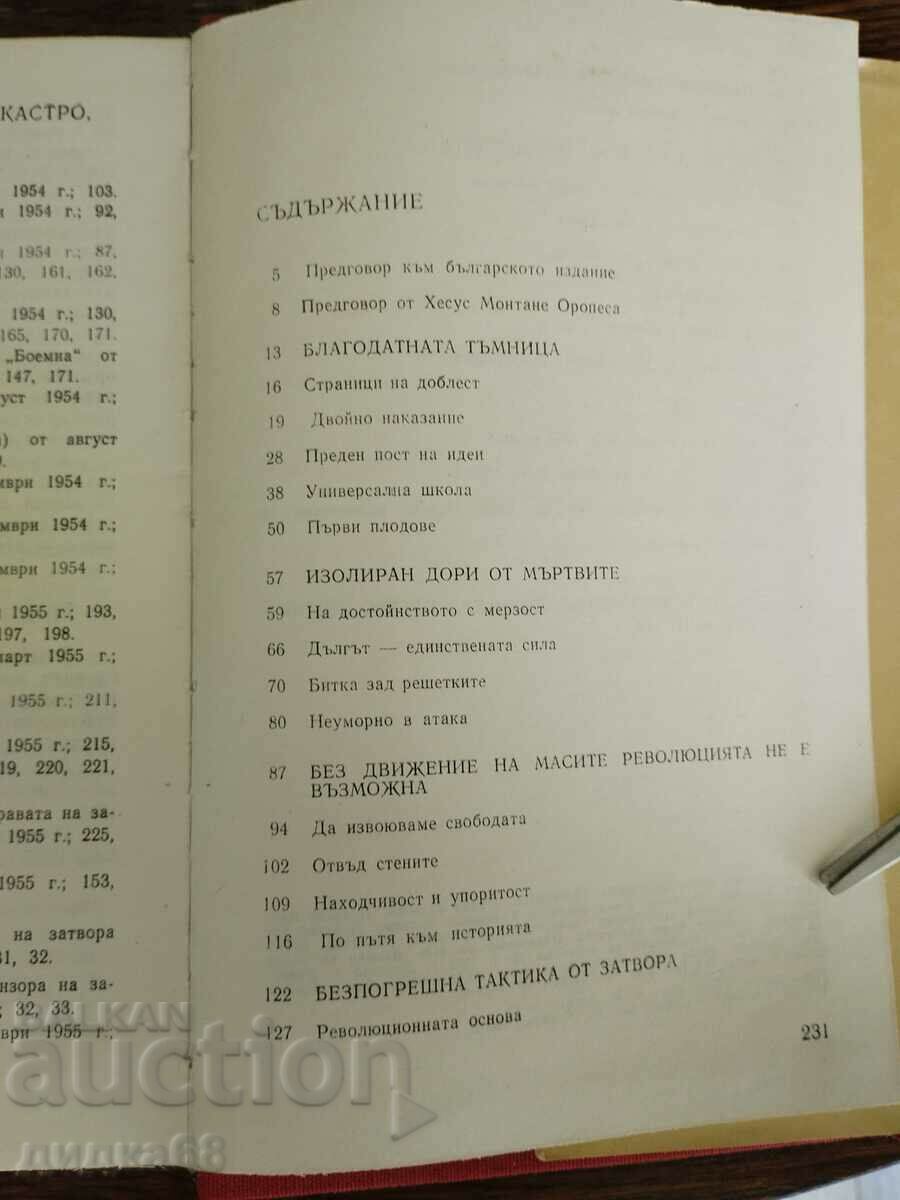 КАСТРО,
1954 г.; 103.
1954 г.; 92,
1954 г.; 87,
130, 161, 162,
1954 г.; 130,
165, 170, 171.
„Боемиа“ от
147, 171.
уст 1954 г.;
) от август
мври 1954 г.;
мври 1954 г.;
мври 1954 г.;
1955 г.; 193,
197, 198.
март 1955 г.;
1955 г.; 211,
1955 г.; 215,
19, 220, 221,
равата на за-
1955 г.; 225,
1955 г.; 153,
на затвора
31, 32.
нзора на за-
; 32, 33.
ври 1955 г.;
СЪДЪРЖАНИЕ
5 Предговор към българското издание
8 Предговор от Хесус Монтане Оропеса
13 БЛАГОДАТНАТА ТЪМНИЦА
16 Страници на доблест
19 Двойно наказание
28 Преден пост на идеи
38 Универсална школа
50 Първи плодове
57 ИЗОЛИРАН ДОРИ ОТ МЪРТВИТЕ
59 На достойнството с мерзост
66 Дългът — единствената сила
70 Битка зад решетките
80 Неуморно в атака
87 БЕЗ ДВИЖЕНИЕ НА МАСИТЕ РЕВОЛЮЦИЯТА НЕ Е
ВЪЗМОЖНА
94 Да извоюваме свободата
102 Отвъд стените
109 Находчивост и упоритост
116 По пътя към историята
122 БЕЗПОГРЕШНА ТАКТИКА ОТ ЗАТВОРА
127 Революционната основа
231
BALKAN
auction
лидка68